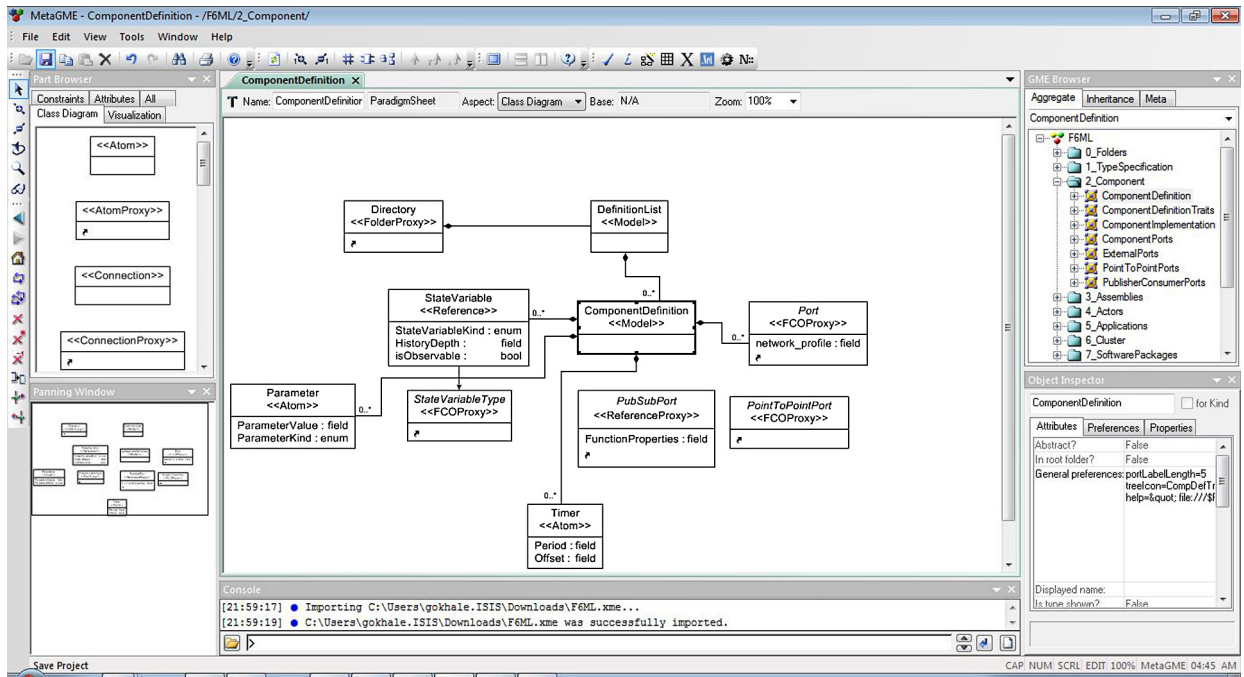 MetaGME - ComponentDefinition - /F6ML/2_Component/
File Edit View Tools Window Help
Part Browser
Constraints Attributes All
Class Diagram Visualization
<<Atom>>
<<AtomProxy>>
<<Connection>>
<<ConnectionProxy>>
Panning Window
ComponentDefinition X
Name: ComponentDefinitior ParadigmSheet Aspect: Class Diagram Base: N/A Zoom: 100%
Directory
<<FolderProxy>>
DefinitionList
<<Model>>
0..*
StateVariable
<<Reference>>
StateVariableKind : enum
HistoryDepth : field
isObservable : bool
0..*
ComponentDefinition
<<Model>>
Port
<<FCOProxy>>
network_profile : field
0..*
Parameter
<<Atom>>
ParameterValue : field
ParameterKind : enum
0..*
StateVariableType
<<FCOProxy>>
PubSubPort
<<ReferenceProxy>>
FunctionProperties : field
PointToPointPort
<<FCOProxy>>
0..*
Timer
<<Atom>>
Period : field
Offset : field
Console
[21:59:17] Importing C:\Users\gokhale.ISIS\Downloads\F6ML.xme...
[21:59:19] C:\Users\gokhale.ISIS\Downloads\F6ML.xme was successfully imported.
GME Browser
Aggregate Inheritance Meta
ComponentDefinition
F6ML
0_Folders
1_TypeSpecification
2_Component
ComponentDefinition
ComponentDefinitionTraits
ComponentImplementation
ComponentPorts
ExternalPorts
PointToPointPorts
PublisherConsumerPorts
3_Assemblies
4_Actors
5_Applications
6_Cluster
7_SoftwarePackages
Object Inspector
ComponentDefinition for Kind
Attributes Preferences Properties
Abstract? False
In root folder? False
General preferences: portLabelLength=5
treeIcon=CompDefTr
help=&quot; file:///$F
Displayed name:
Is type shown? False
Save Project
CAP NUM SCRL EDIT 100% MetaGME 04:45 AM